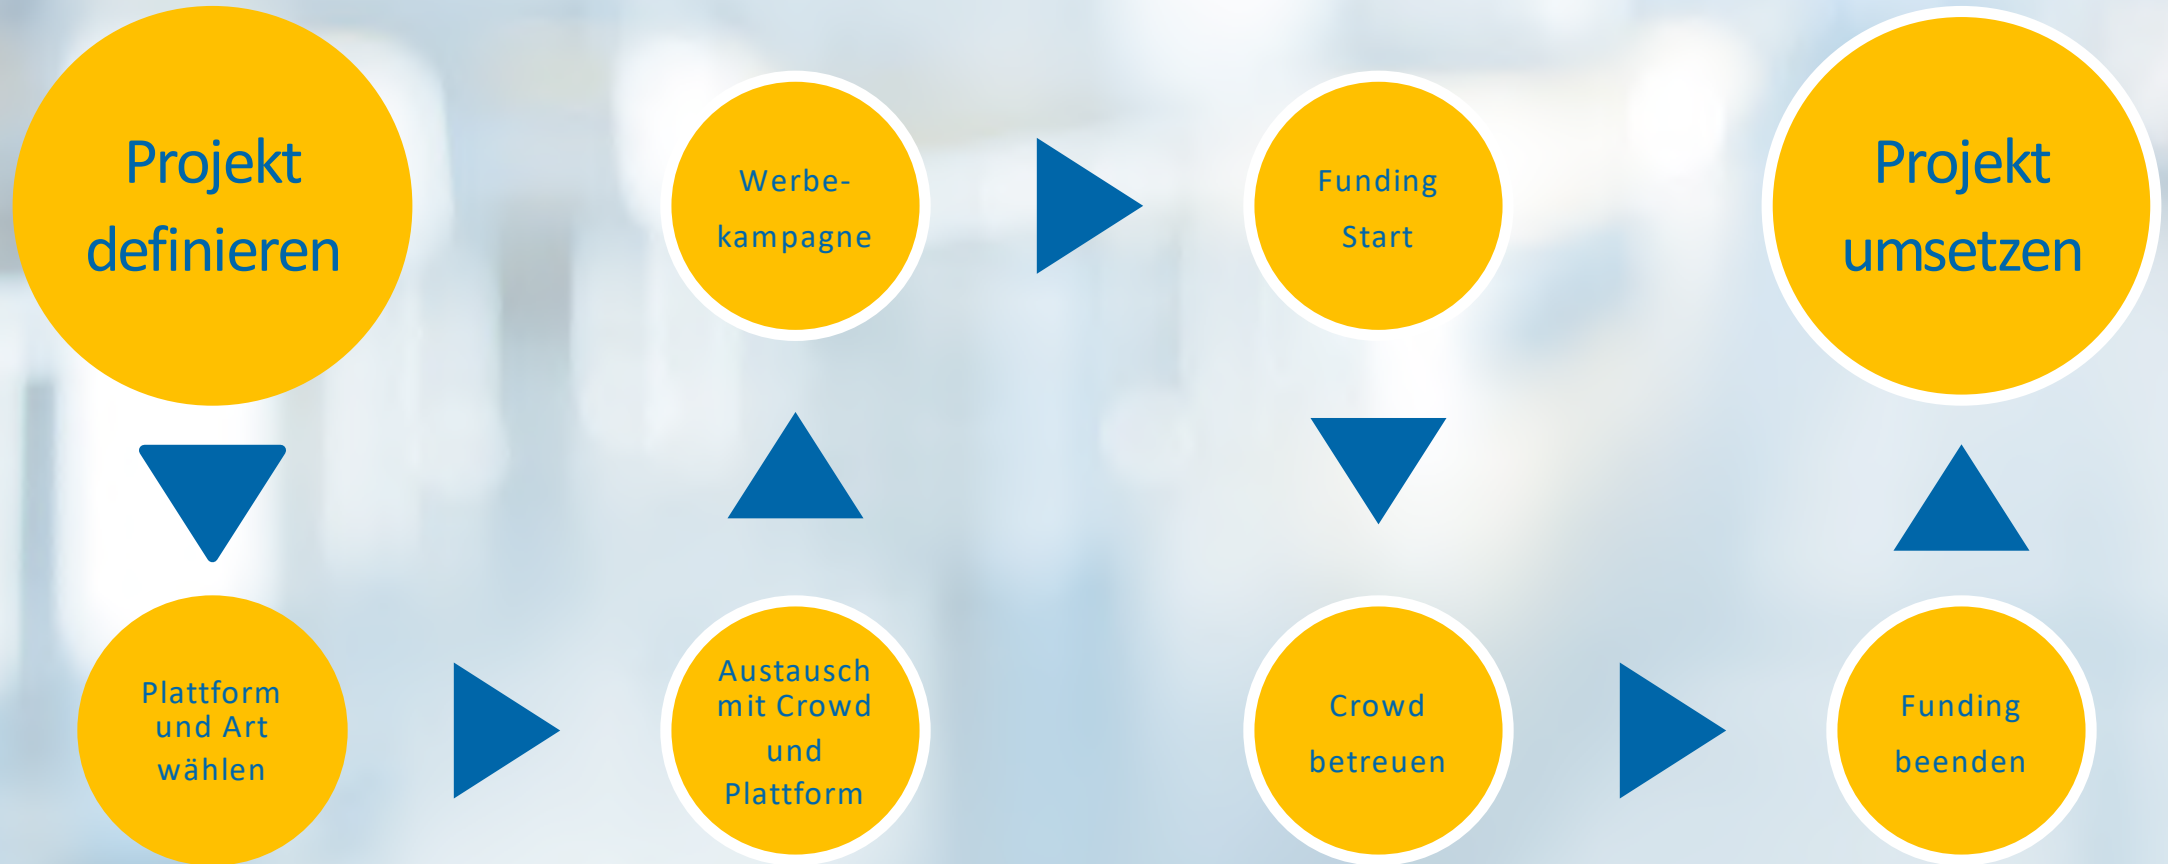 Projekt
definieren
Plattform
und Art
wählen
Austausch
mit Crowd
und
Plattform
Werbe-
kampagne
Funding
Start
Crowd
betreuen
Funding
beenden
Projekt
umsetzen